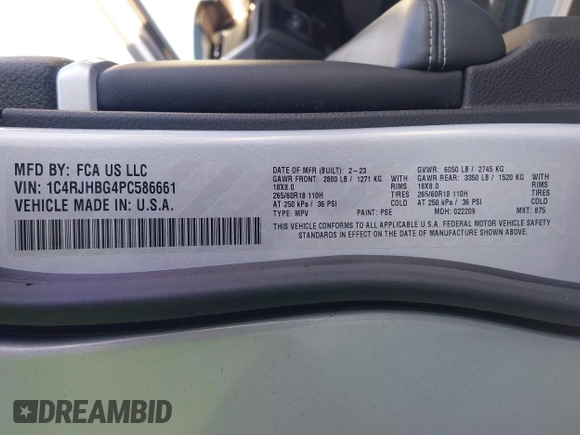 MFD BY: FCA US LLC
VIN: 1C4RJHBG4PC586661
VEHICLE MADE IN: U.S.A.
DATE OF MFR (BUILT): 2-23 GVWR: 6050 LB / 2745 KG
GAWR FRONT: 2800 LB / 1271 KG WITH GAWR REAR: 3350 LB / 1520 KG WITH
18X8.0 RIMS 18X8.0 RIMS
265/60R18 110H TIRES 265/60R18 110H TIRES
AT 250 kPa / 36 PSI COLD AT 250 kPa / 36 PSI COLD
TYPE: MPV PAINT: PSE MDH: 022209 MKT: 875
THIS VEHICLE CONFORMS TO ALL APPLICABLE U.S.A. FEDERAL MOTOR VEHICLE SAFETY
STANDARDS IN EFFECT ON THE DATE OF MANUFACTURE SHOWN ABOVE.
DREAMBID